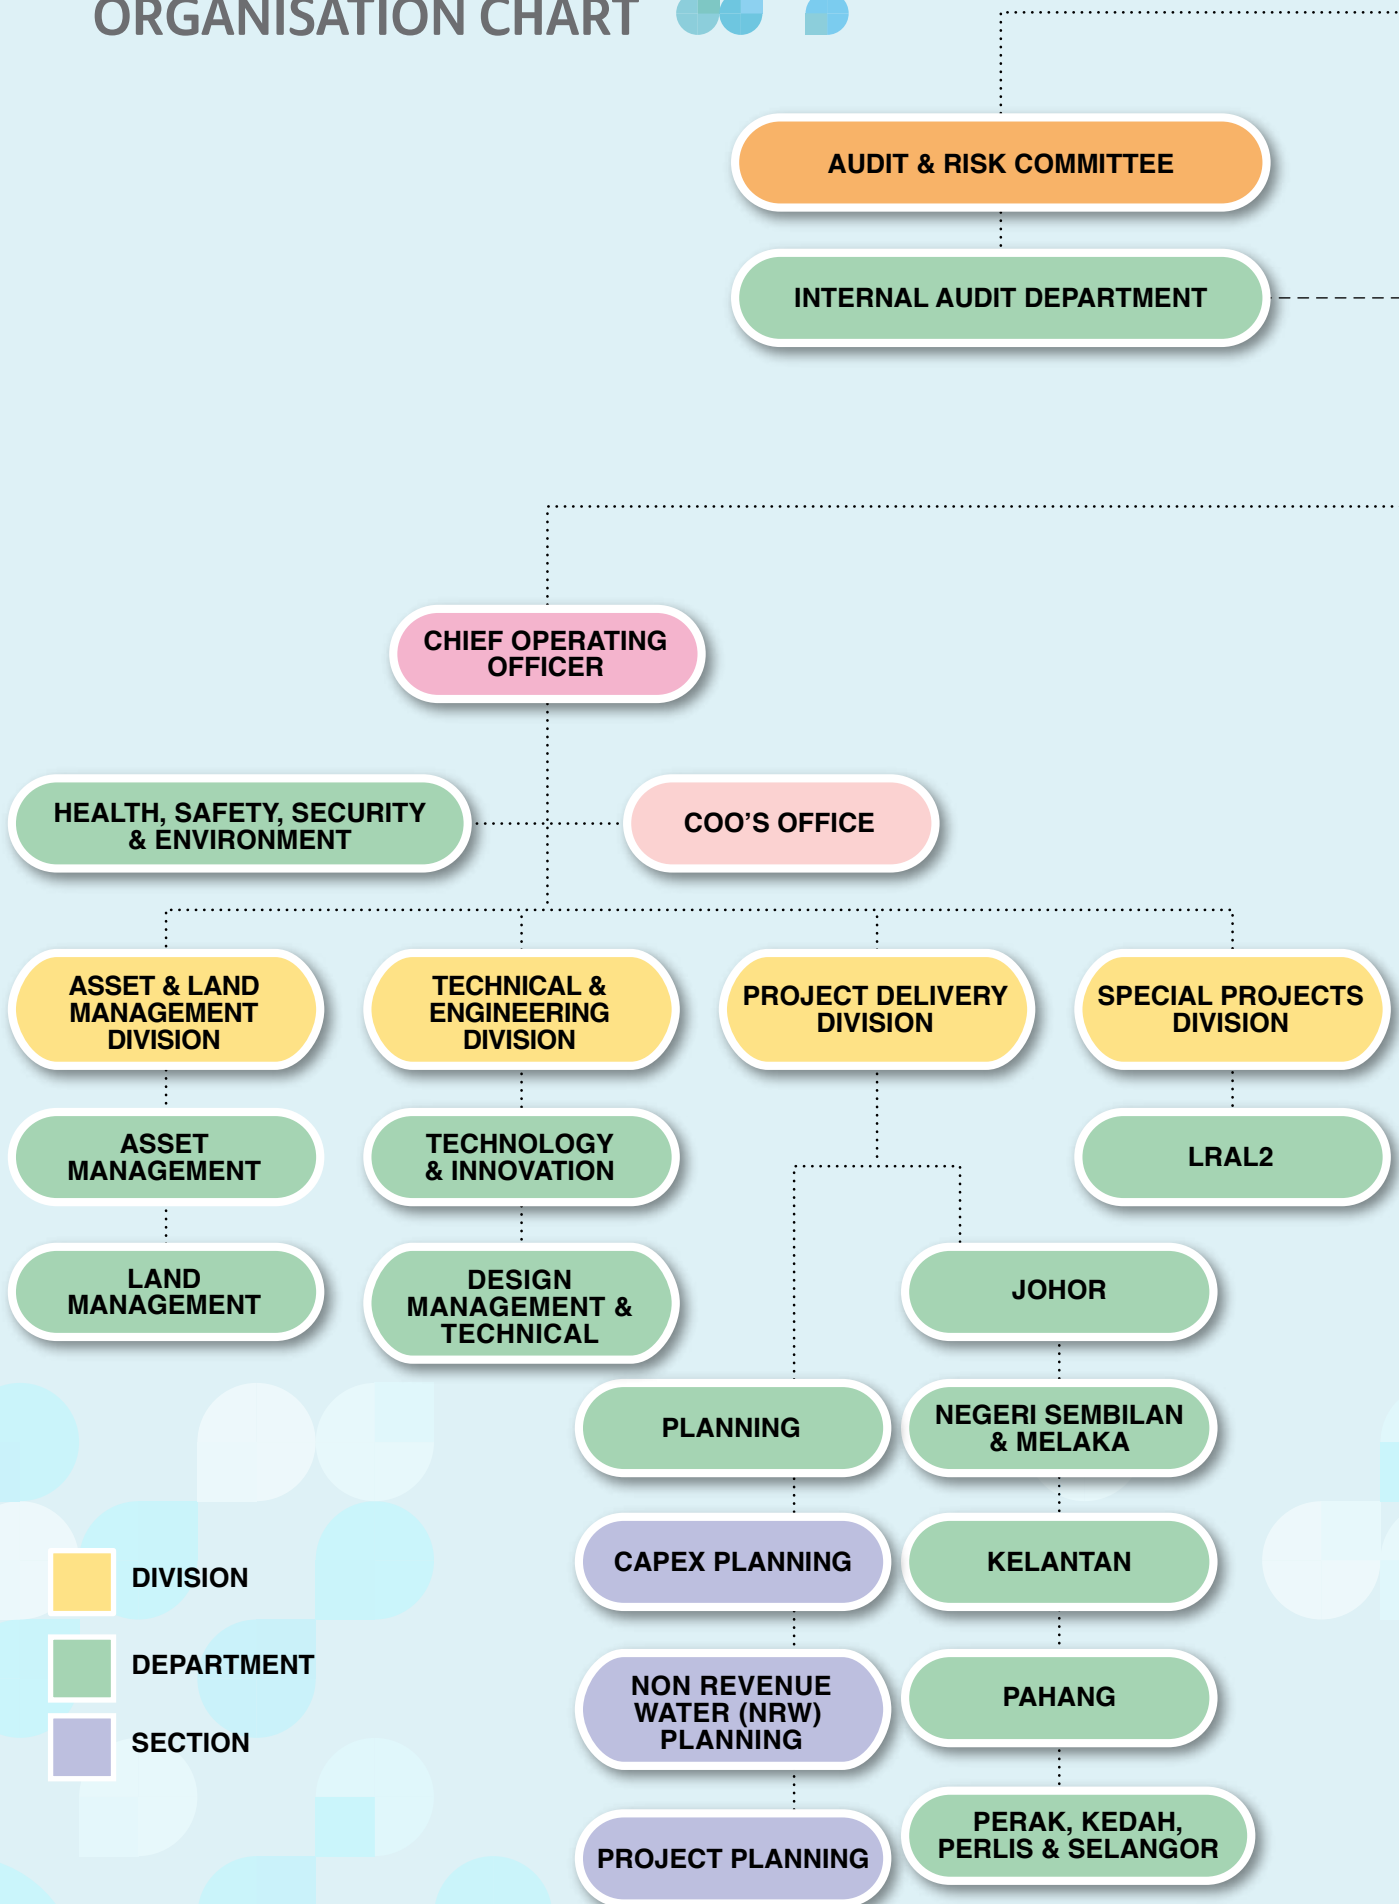 ORGANISATION CHART
AUDIT & RISK COMMITTEE
INTERNAL AUDIT DEPARTMENT
CHIEF OPERATING
OFFICER
HEALTH, SAFETY, SECURITY
& ENVIRONMENT
COO'S OFFICE
ASSET & LAND
MANAGEMENT
DIVISION
TECHNICAL &
ENGINEERING
DIVISION
PROJECT DELIVERY
DIVISION
SPECIAL PROJECTS
DIVISION
ASSET
MANAGEMENT
TECHNOLOGY
& INNOVATION
LRAL2
LAND
MANAGEMENT
DESIGN
MANAGEMENT &
TECHNICAL
JOHOR
PLANNING
NEGERI SEMBILAN
& MELAKA
CAPEX PLANNING
KELANTAN
NON REVENUE
WATER (NRW)
PLANNING
PAHANG
PROJECT PLANNING
PERAK, KEDAH,
PERLIS & SELANGOR
DIVISION
DEPARTMENT
SECTION